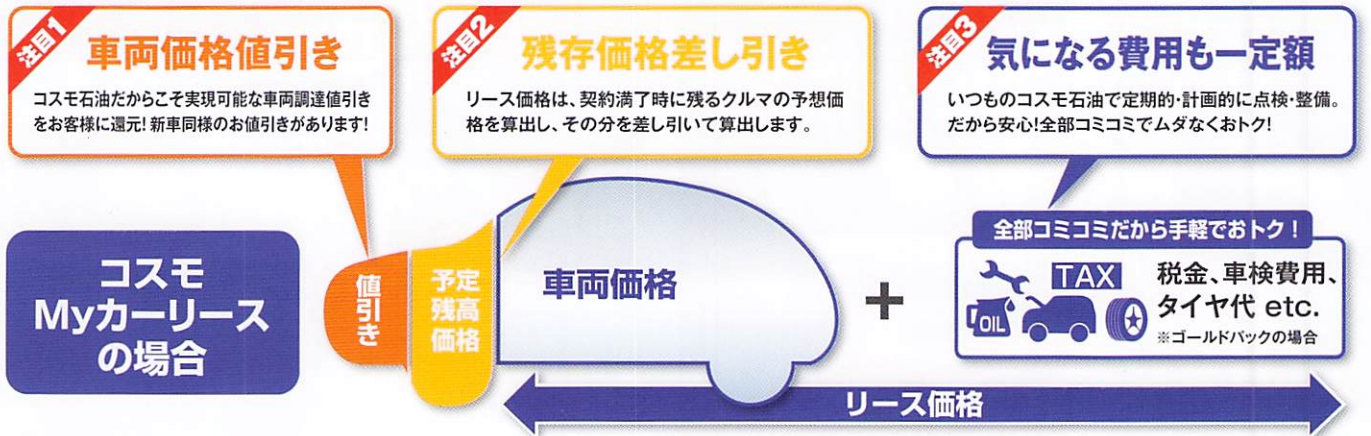 注目1
車両価格値引き
コスモ石油だからこそ実現可能な車両調達値引き
をお客様に還元!新車同様のお値引きがあります!
注目2
残存価格差し引き
リース価格は、契約満了時に残るクルマの予想価
格を算出し、その分を差し引いて算出します。
注目3
気になる費用も一定額
いつものコスモ石油で定期的・計画的に点検・整備。
だから安心!全部コミコミでムダなくおトク!
コスモ
Myカーリース
の場合
値引き
予定
残高
価格
車両価格
+
全部コミコミだから手軽でおトク!
OIL
TAX
税金、車検費用、
タイヤ代 etc.
※ゴールドパックの場合
リース価格